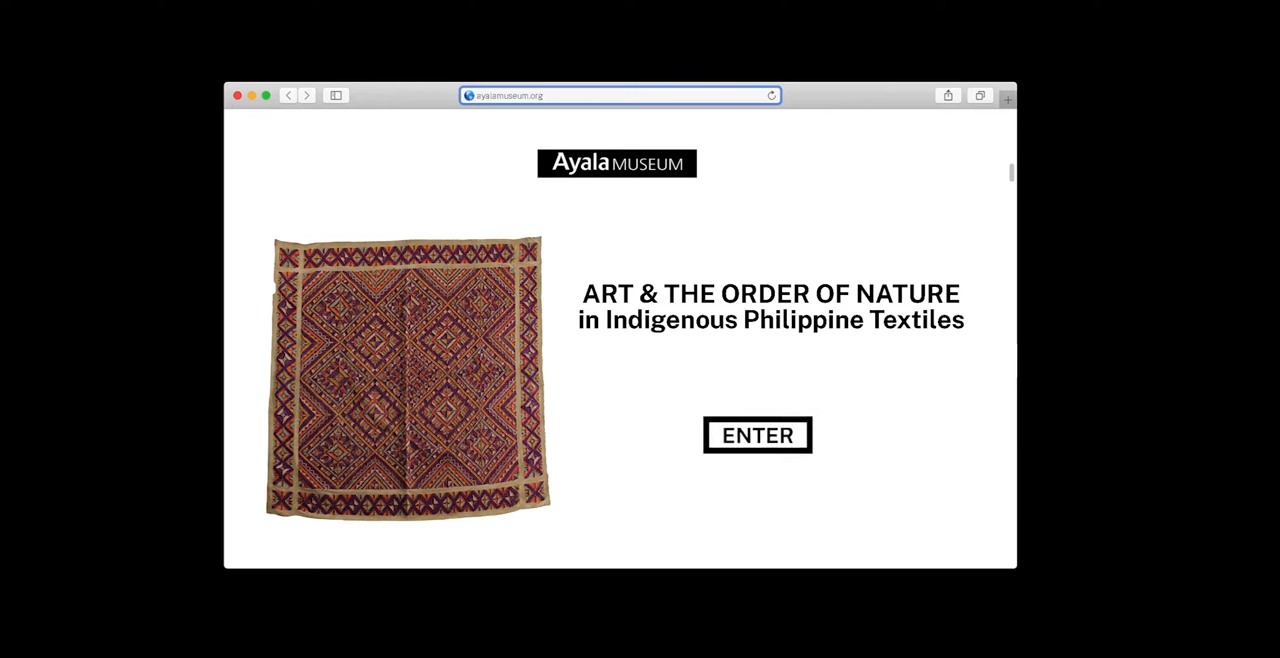 ayalamuseum.org
Ayala MUSEUM
ART & THE ORDER OF NATURE
in Indigenous Philippine Textiles
ENTER